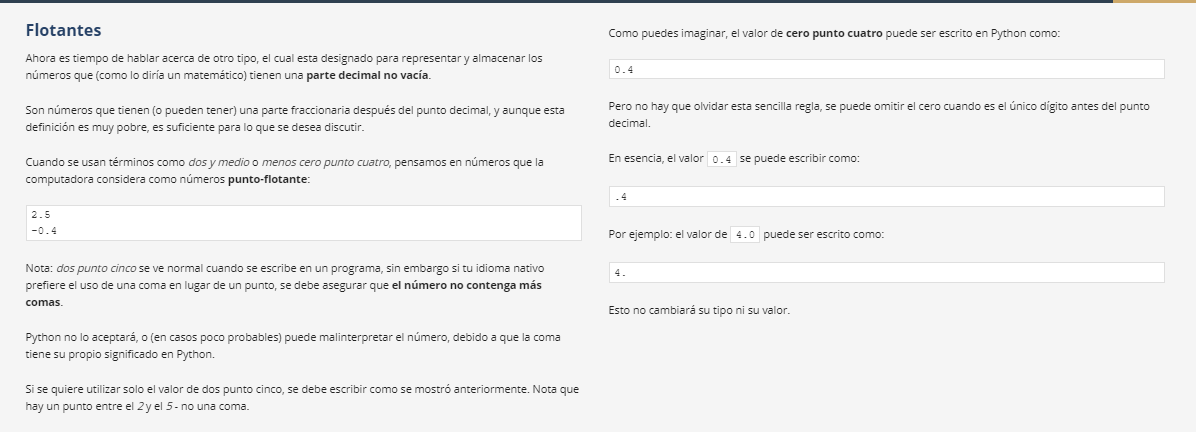 Flotantes
Ahora es tiempo de hablar acerca de otro tipo, el cual esta designado para representar y almacenar los
números que (como lo diría un matemático) tienen una parte decimal no vacía.
Son números que tienen (o pueden tener) una parte fraccionaria después del punto decimal, y aunque esta
definición es muy pobre, es suficiente para lo que se desea discutir.
Cuando se usan términos como dos y medio o menos cero punto cuatro, pensamos en números que la
computadora considera como números punto-flotante:
2.5
-0.4
Nota: dos punto cinco se ve normal cuando se escribe en un programa, sin embargo si tu idioma nativo
prefiere el uso de una coma en lugar de un punto, se debe asegurar que el número no contenga más
comas.
Python no lo aceptará, o (en casos poco probables) puede malinterpretar el número, debido a que la coma
tiene su propio significado en Python.
Si se quiere utilizar solo el valor de dos punto cinco, se debe escribir como se mostró anteriormente. Nota que
hay un punto entre el 2 y el 5 - no una coma.
Como puedes imaginar, el valor de cero punto cuatro puede ser escrito en Python como:
0.4
Pero no hay que olvidar esta sencilla regla, se puede omitir el cero cuando es el único dígito antes del punto
decimal.
En esencia, el valor 0.4 se puede escribir como:
.4
Por ejemplo: el valor de 4.0 puede ser escrito como:
4.
Esto no cambiará su tipo ni su valor.